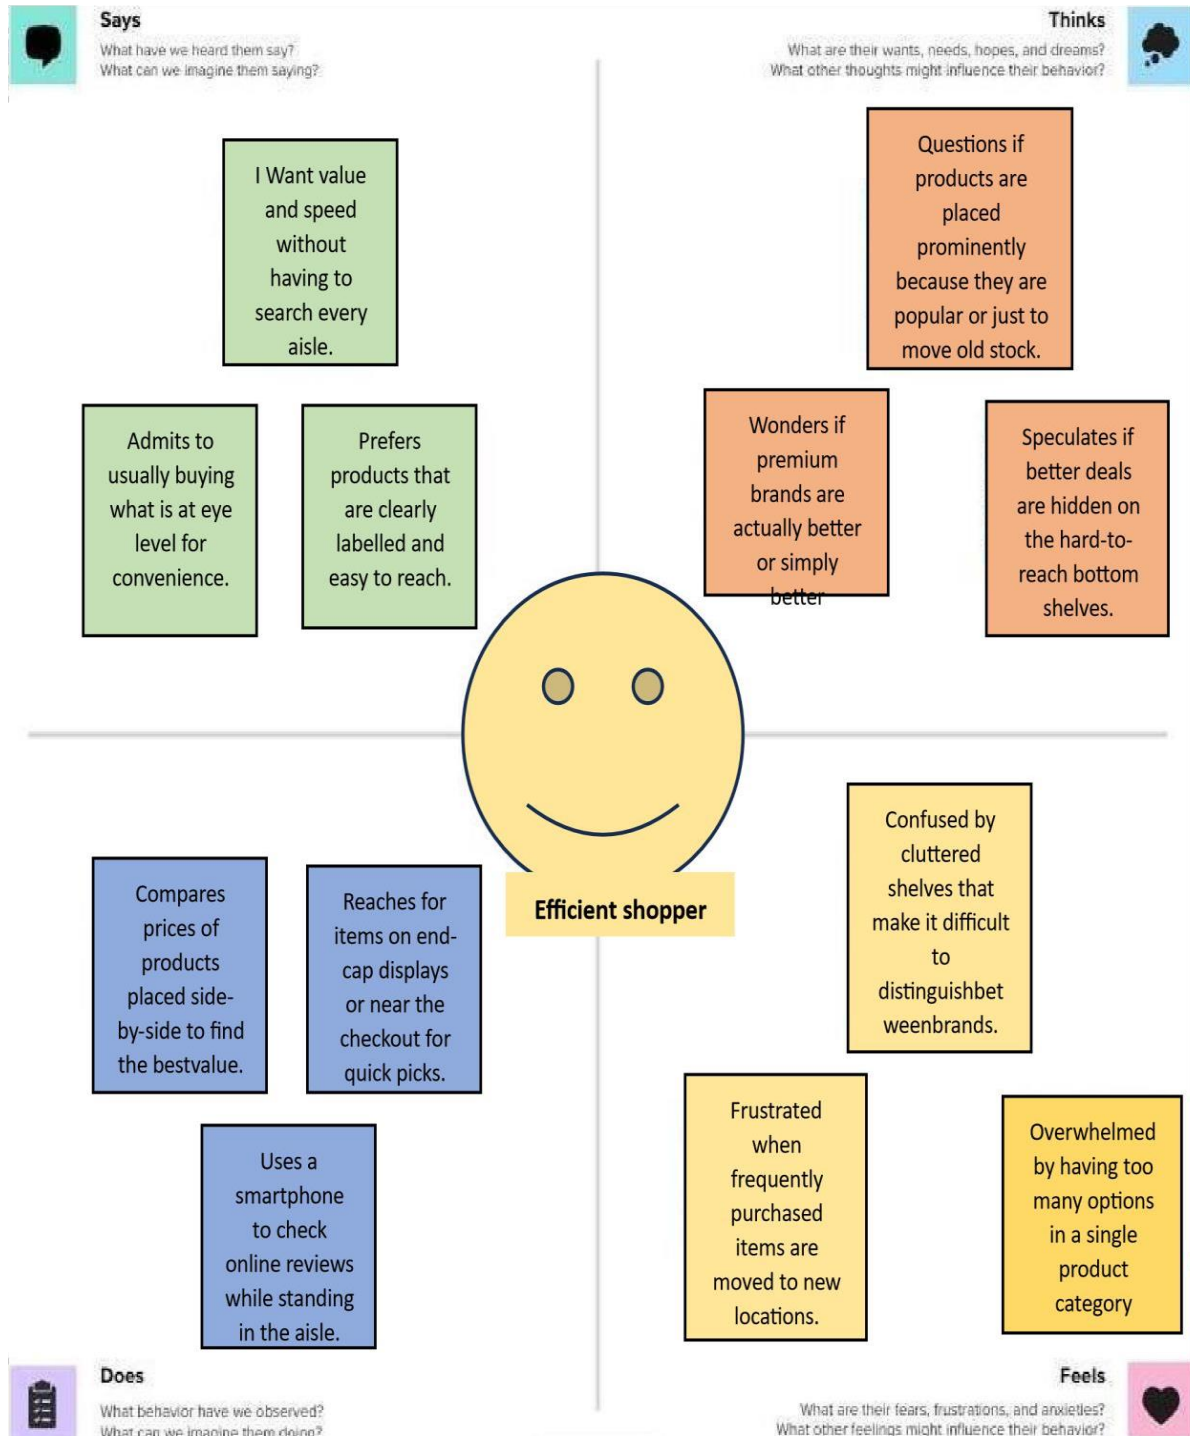 Says
What have we heard them say?
What can we imagine them saying?
Thinks
What are their wants, needs, hopes, and dreams?
What other thoughts might influence their behavior?
I Want value
and speed
without
having to
search every
aisle.
Admits to
usually buying
what is at eye
level for
convenience.
Prefers
products that
are clearly
labelled and
easy to reach.
Questions if
products are
placed
prominently
because they are
popular or just to
move old stock.
Wonders if
premium
brands are
actually better
or simply
better
Speculates if
better deals
are hidden on
the hard-to-
reach bottom
shelves.
Efficient shopper
Compares
prices of
products
placed side-
by-side to find
the bestvalue.
Reaches for
items on end-
cap displays
or near the
checkout for
quick picks.
Uses a
smartphone
to check
online reviews
while standing
in the aisle.
Confused by
cluttered
shelves that
make it difficult
to
distinguishbet
weenbrands.
Frustrated
when
frequently
purchased
items are
moved to new
locations.
Overwhelmed
by having too
many options
in a single
product
category
Does
What behavior have we observed?
What can we imagine them doing?
Feels
What are their fears, frustrations, and anxieties?
What other feelings might influence their behavior?